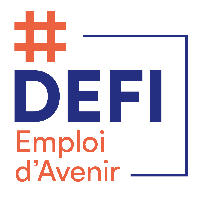 #
DEFI
Emploi
d'Avenir